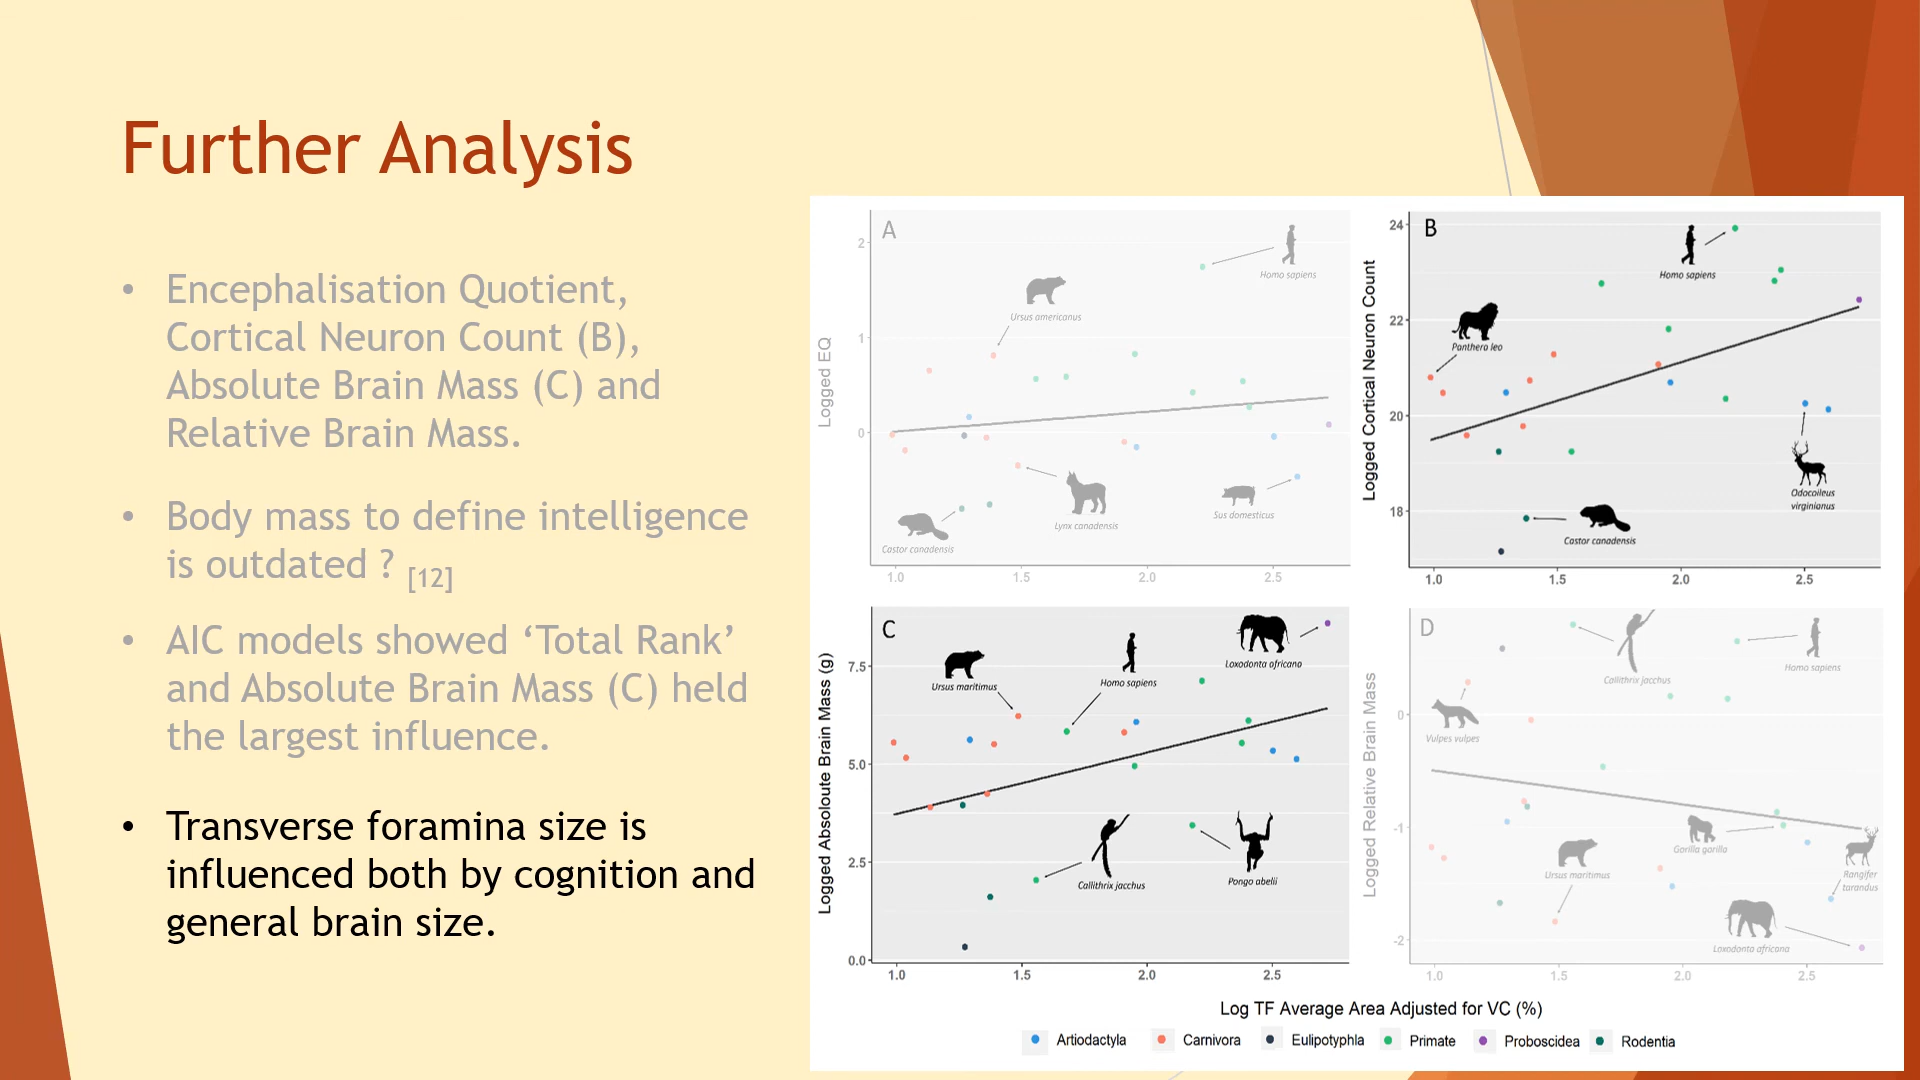 Further Analysis
• Encephalisation Quotient,
Cortical Neuron Count (B),
Absolute Brain Mass (C) and
Relative Brain Mass.
• Body mass to define intelligence
is outdated ? [12]
• AIC models showed ‘Total Rank’
and Absolute Brain Mass (C) held
the largest influence.
• Transverse foramina size is
influenced both by cognition and
general brain size.
A
Logged EQ
2
1
0
1.0 1.5 2.0 2.5
Homo sapiens
Ursus americanus
Lynx canadensis
Sus domesticus
Castor canadensis
B
Logged Cortical Neuron Count
24
22
20
18
1.0 1.5 2.0 2.5
Homo sapiens
Panthera leo
Odocoileus
virginianus
Castor canadensis
C
Logged Absoloute Brain Mass (g)
7.5
5.0
2.5
0.0
1.0 1.5 2.0 2.5
Loxodonta africana
Ursus maritimus
Homo sapiens
Callithrix jacchus
Pongo abelii
D
Logged Relative Brain Mass
0
-1
-2
1.0 1.5 2.0 2.5
Callithrix jacchus
Homo sapiens
Vulpes vulpes
Gorilla garilla
Ursus maritimus
Rangifer
tarandus
Loxodonta africana
Log TF Average Area Adjusted for VC (%)
Artiodactyla Carnivora Eulipotyphla Primate Proboscidea Rodentia